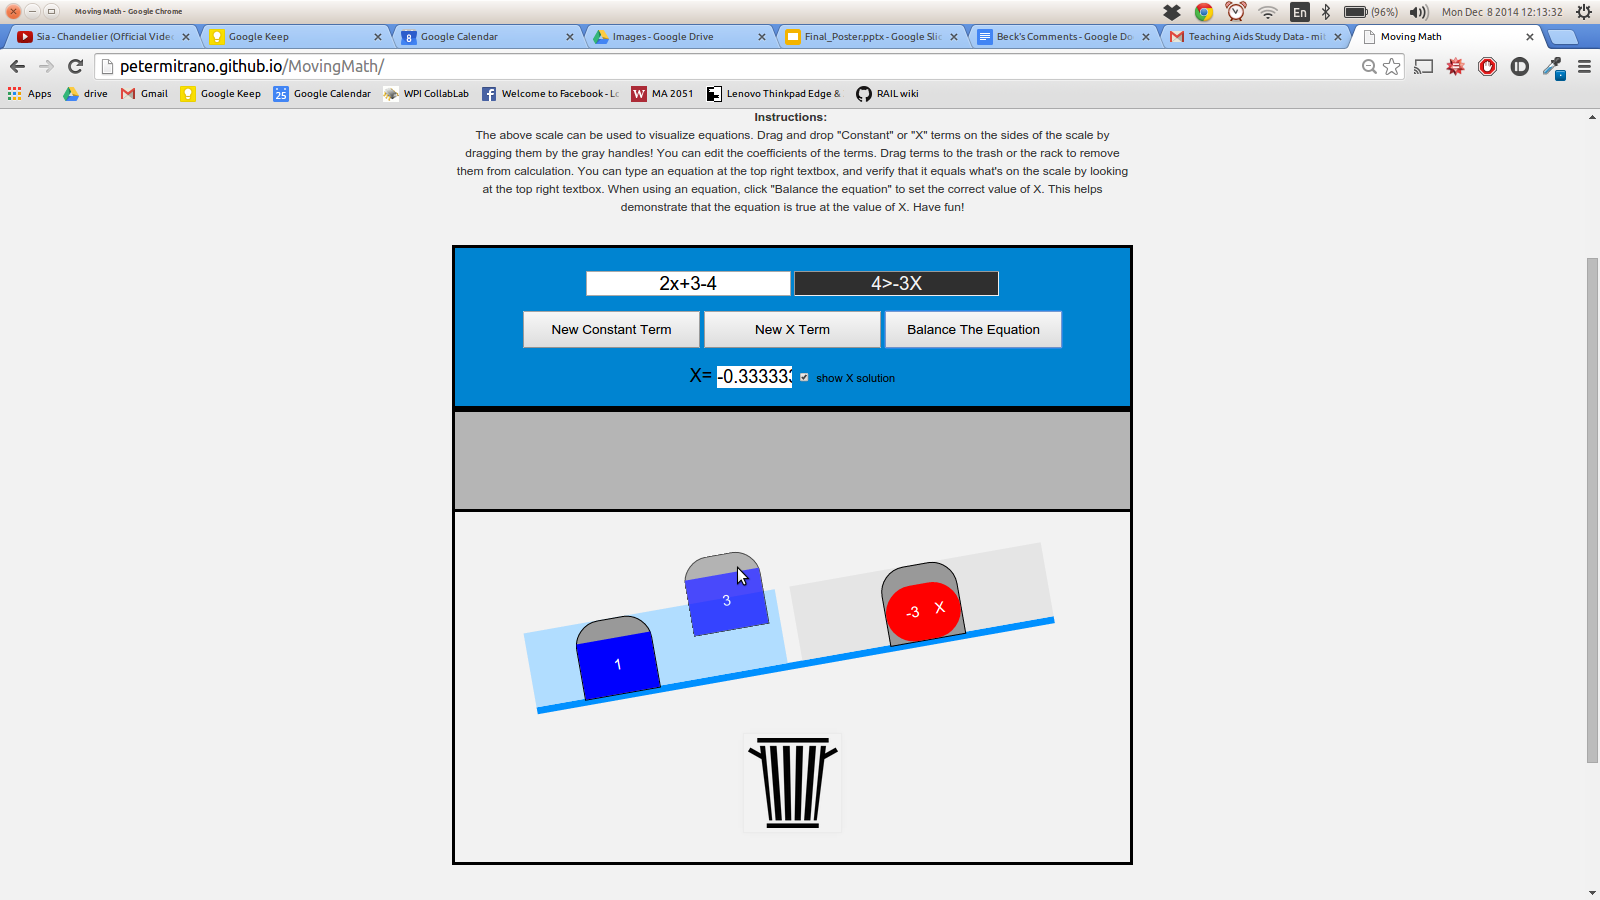 Moving Math - Google Chrome
En
(96%)
Mon Dec 8 2014 12:13:32
Sia - Chandelier (Official Vide
Google Keep
8
Google Calendar
Images - Google Drive
Final_Poster.pptx - Google Slic
Beck's Comments - Google Do
Teaching Aids Study Data - mit
Moving Math
petermitrano.github.io/MovingMath/
Apps
drive
Gmail
Google Keep
25
Google Calendar
WPI CollabLab
Welcome to Facebook - Lo
W
MA 2051
Lenovo Thinkpad Edge &
RAIL wiki
Instructions:
The above scale can be used to visualize equations. Drag and drop "Constant" or "X" terms on the sides of the scale by
dragging them by the gray handles! You can edit the coefficients of the terms. Drag terms to the trash or the rack to remove
them from calculation. You can type an equation at the top right textbox, and verify that it equals what's on the scale by looking
at the top right textbox. When using an equation, click "Balance the equation" to set the correct value of X. This helps
demonstrate that the equation is true at the value of X. Have fun!
2x+3-4
4>-3X
New Constant Term
New X Term
Balance The Equation
X= -0.333333
show X solution
3
-3 X
1